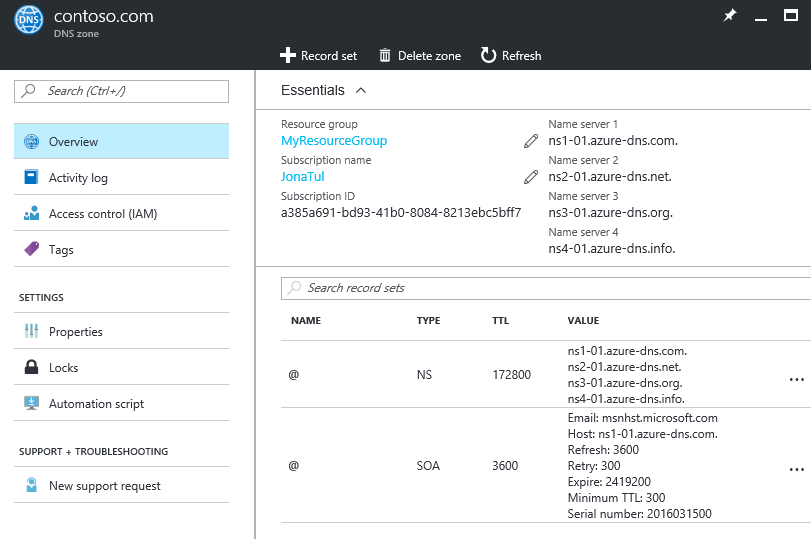 DNS
contoso.com
DNS zone
Record set
Delete zone
Refresh
Search (Ctrl+/)
Overview
Activity log
Access control (IAM)
Tags
SETTINGS
Properties
Locks
Automation script
SUPPORT + TROUBLESHOOTING
New support request
Essentials
Resource group
MyResourceGroup
Subscription name
JonaTul
Subscription ID
a385a691-bd93-41b0-8084-8213ebc5bff7
Name server 1
ns1-01.azure-dns.com.
Name server 2
ns2-01.azure-dns.net.
Name server 3
ns3-01.azure-dns.org.
Name server 4
ns4-01.azure-dns.info.
Search record sets
NAME TYPE TTL VALUE
@ NS 172800
ns1-01.azure-dns.com.
ns2-01.azure-dns.net.
ns3-01.azure-dns.org.
ns4-01.azure-dns.info.
@ SOA 3600
Email: msnhst.microsoft.com
Host: ns1-01.azure-dns.com.
Refresh: 3600
Retry: 300
Expire: 2419200
Minimum TTL: 300
Serial number: 2016031500